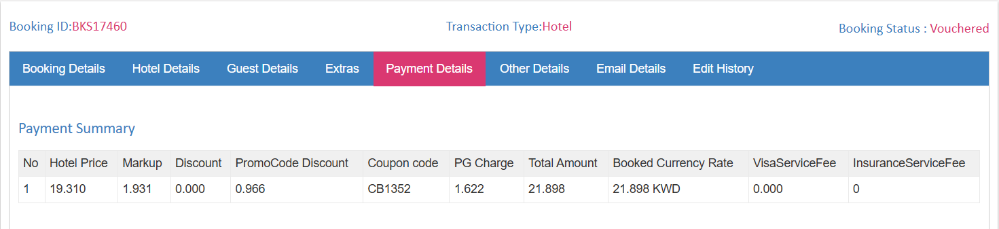 Booking ID:BKS17460 Transaction Type:Hotel Booking Status : Vouchered
Booking Details Hotel Details Guest Details Extras Payment Details Other Details Email Details Edit History
Payment Summary
No Hotel Price Markup Discount PromoCode Discount Coupon code PG Charge Total Amount Booked Currency Rate VisaServiceFee InsuranceServiceFee
1 19.310 1.931 0.000 0.966 CB1352 1.622 21.898 21.898 KWD 0.000 0